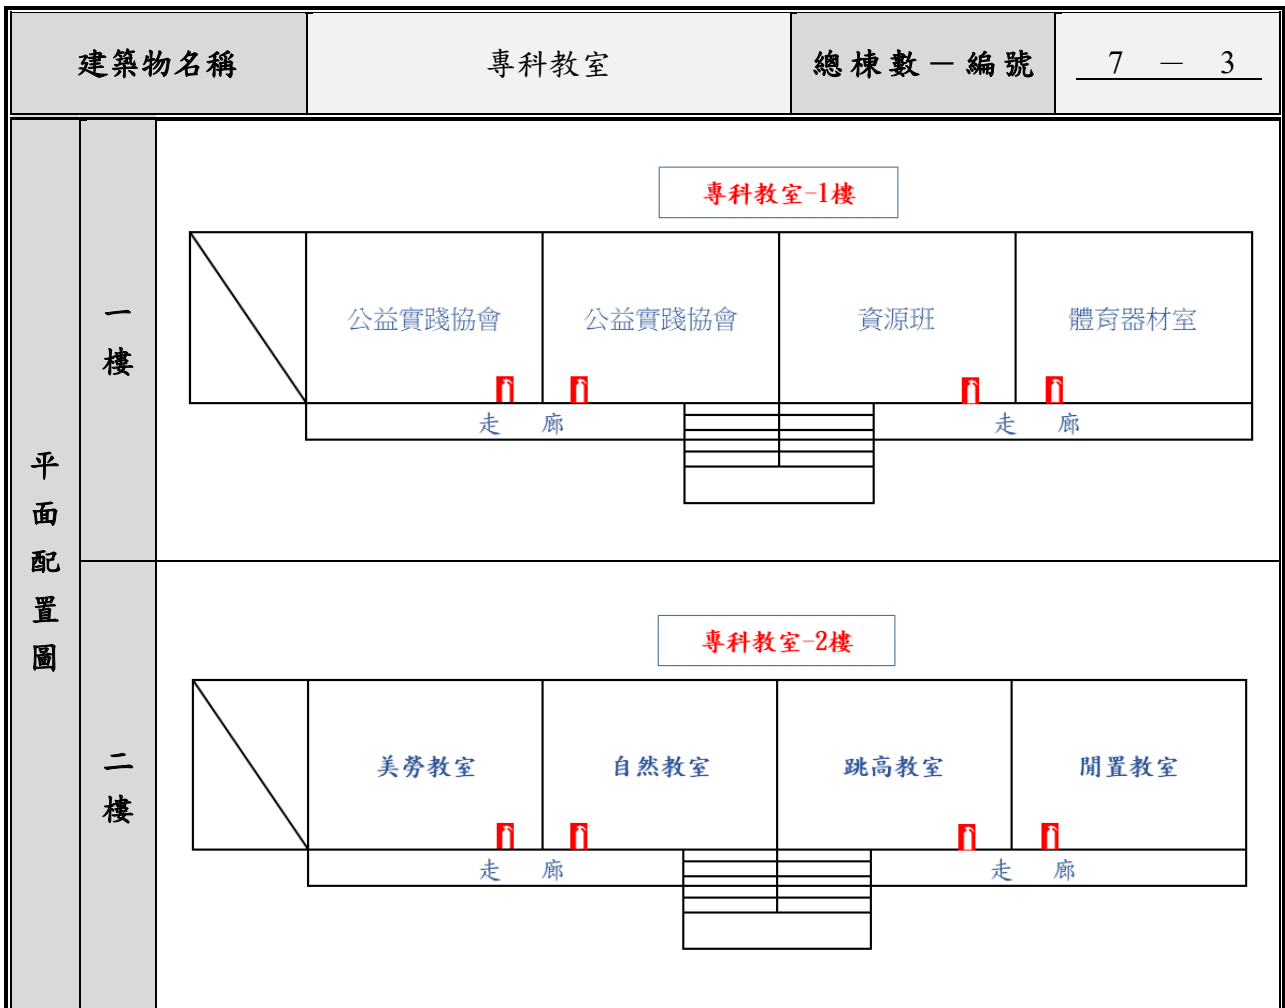 建築物名稱 專科教室 總棟數－編號 7 － 3
平面配置圖
一樓
專科教室-1樓
公益實踐協會 公益實踐協會 資源班 體育器材室
走 廊 走 廊
二樓
專科教室-2樓
美勞教室 自然教室 跳高教室 閒置教室
走 廊 走 廊